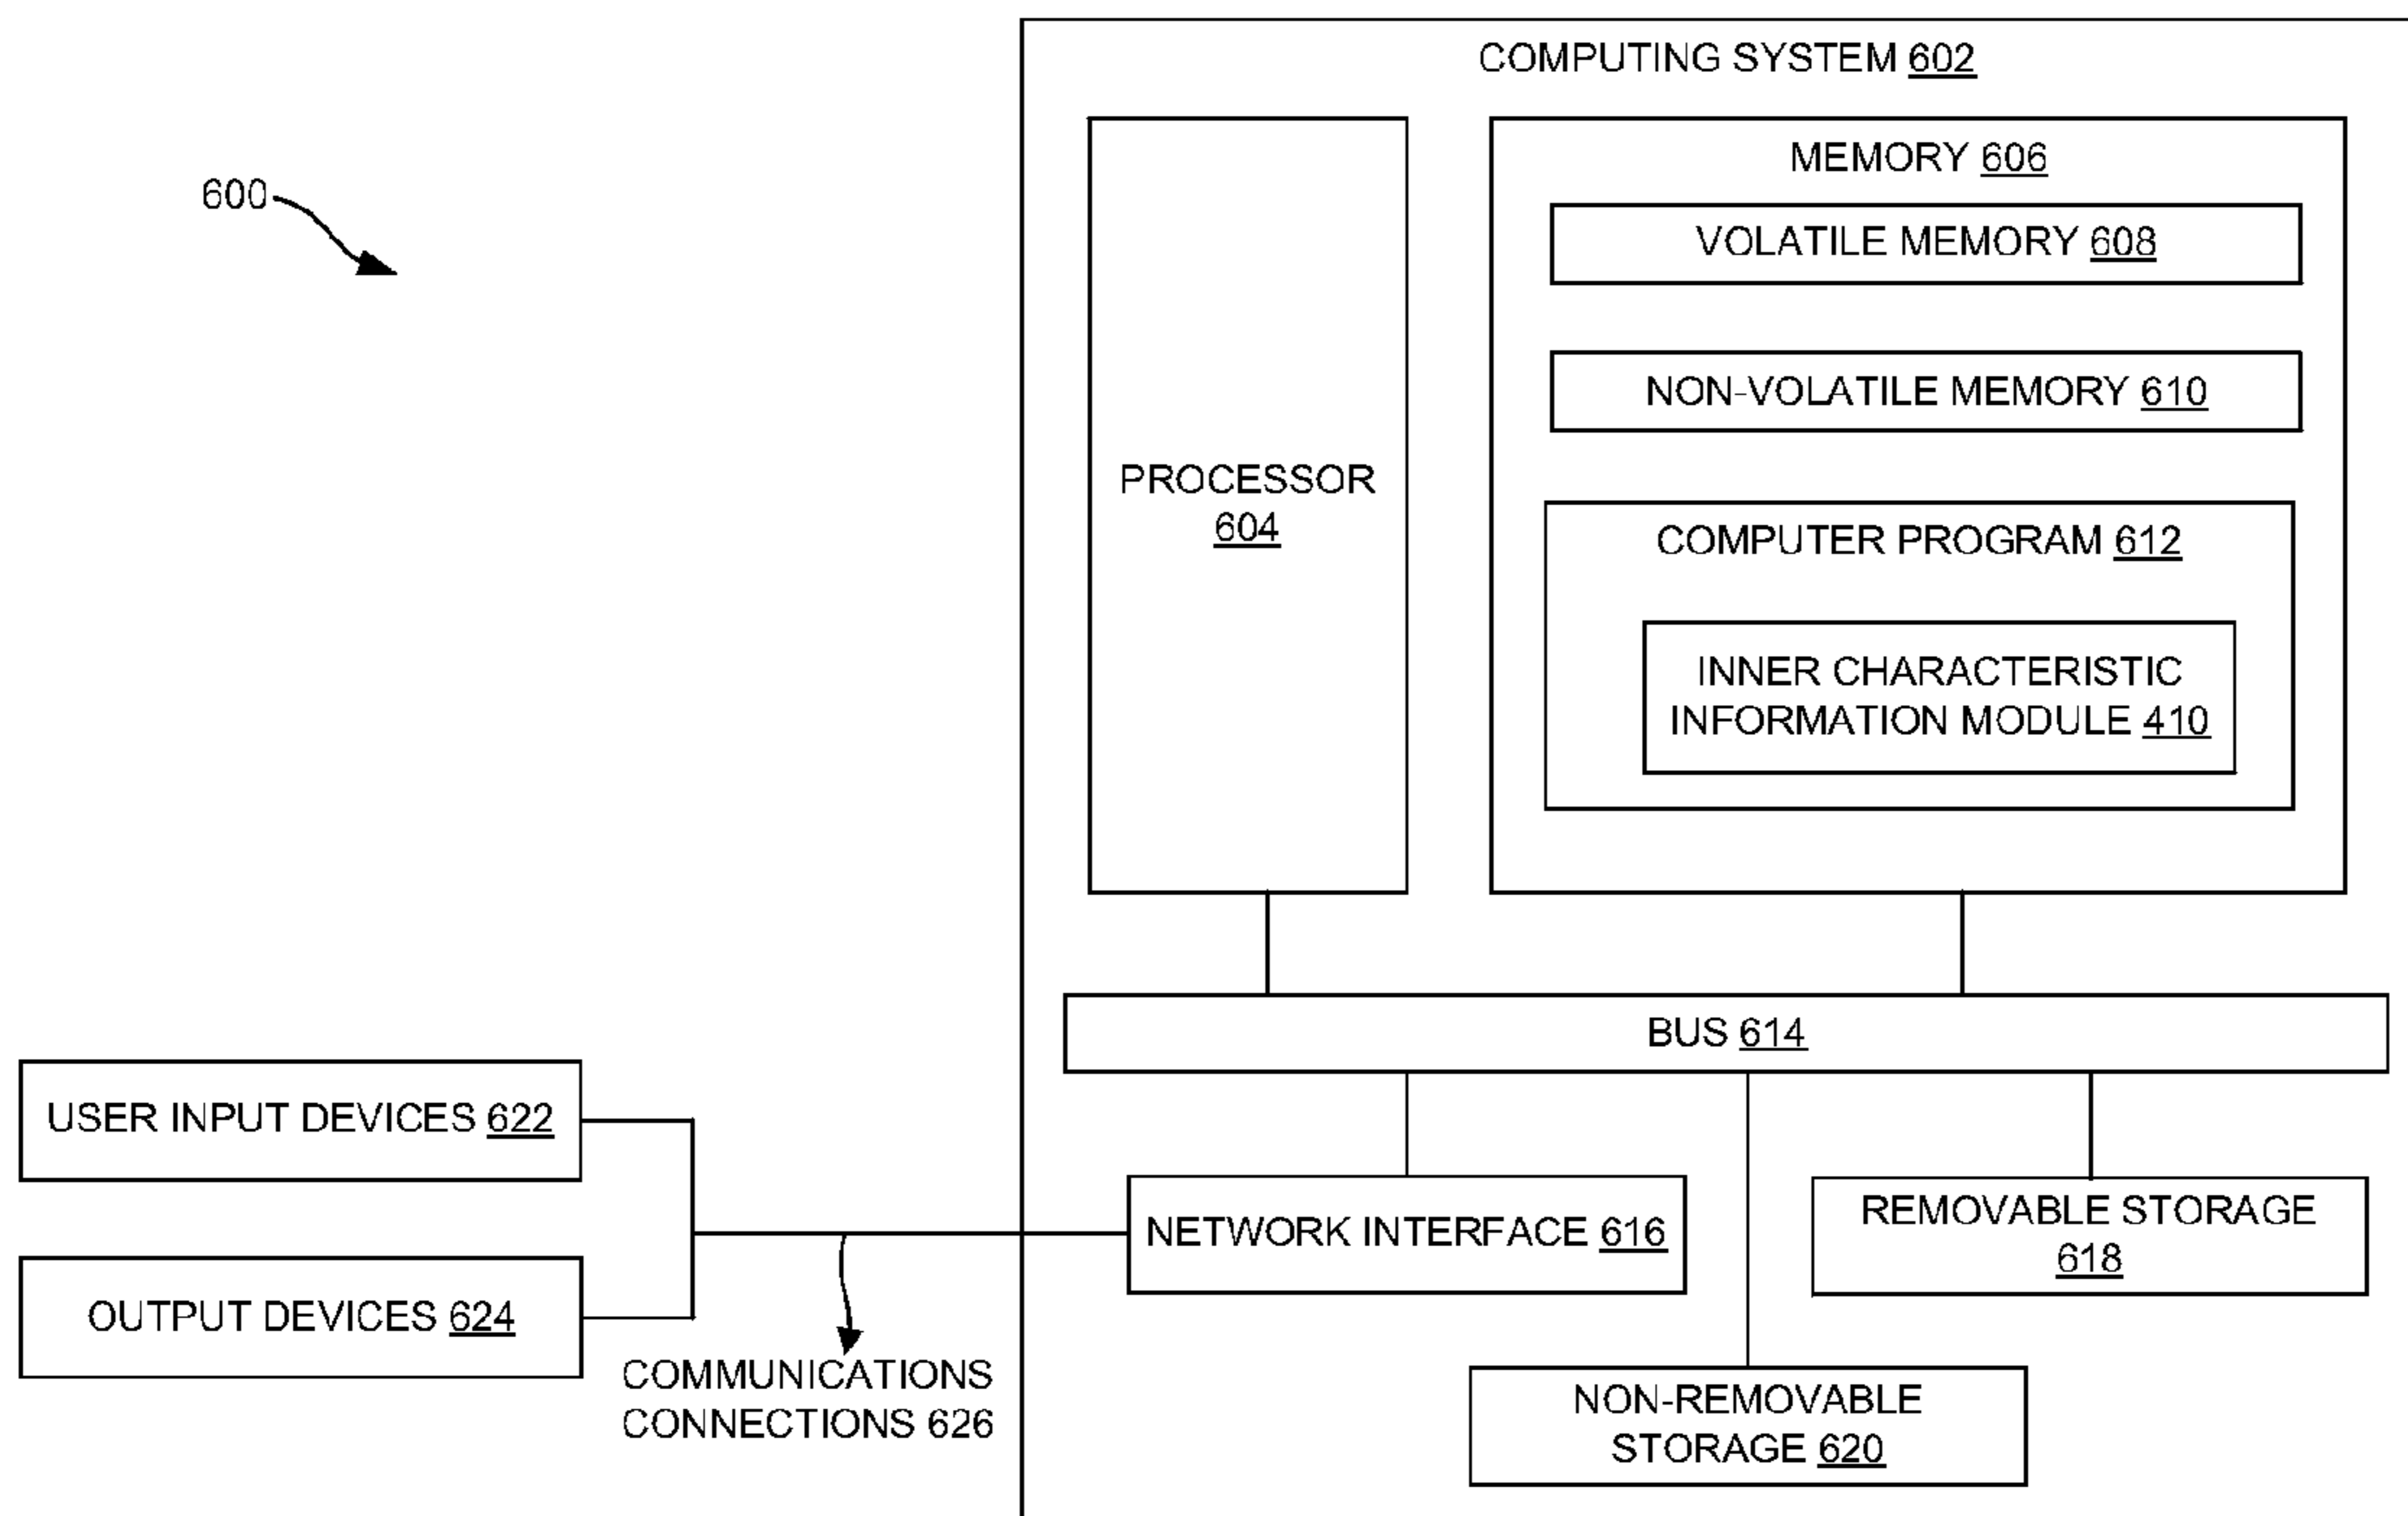 COMPUTING SYSTEM 602
600
MEMORY 606
VOLATILE MEMORY 608
NON-VOLATILE MEMORY 610
PROCESSOR
604
COMPUTER PROGRAM 612
INNER CHARACTERISTIC
INFORMATION MODULE 410
BUS 614
USER INPUT DEVICES 622
NETWORK INTERFACE 616
REMOVABLE STORAGE
618
OUTPUT DEVICES 624
COMMUNICATIONS
CONNECTIONS 626
NON-REMOVABLE
STORAGE 620